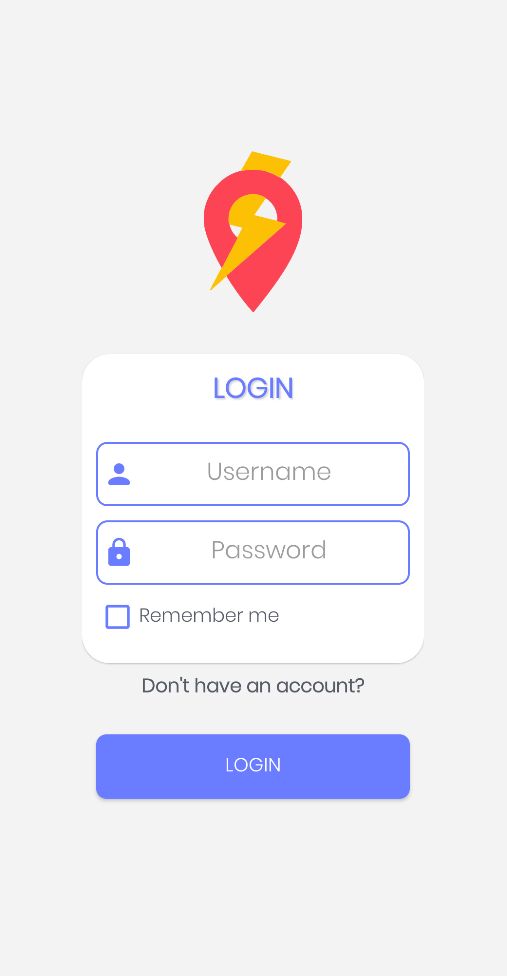 LOGIN
Username
Password
Remember me
Don't have an account?
LOGIN